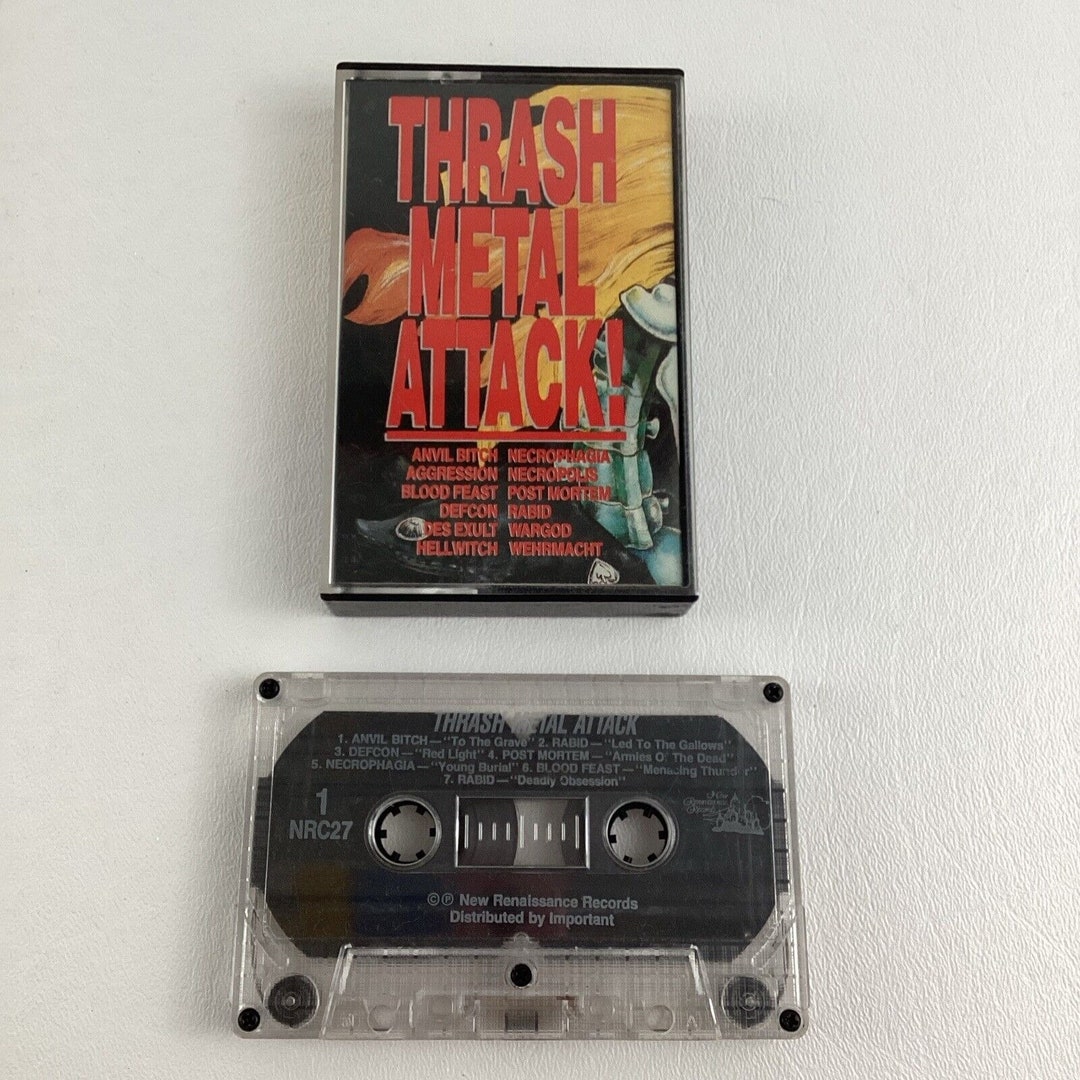 THRASH
METAL
ATTACK!
ANVIL BITCH NECROPHAGIA
AGGRESSION NECROPOLIS
BLOOD FEAST POST MORTEM
DEFCON RABID
DES EXULT WARGOD
HELLWITCH WEHRMACHT
THRASH METAL ATTACK
1. ANVIL BITCH—"To The Grave" 2. RABID—"Led To The Gallows"
3. DEFCON—"Red Light" 4. POST MORTEM—"Armies Of The Dead"
5. NECROPHAGIA—"Young Burial" 6. BLOOD FEAST—"Menacing Thunder"
7. RABID—"Deadly Obsession"
1
NRC27
New
Renaissance
Records
©℗ New Renaissance Records
Distributed by Important